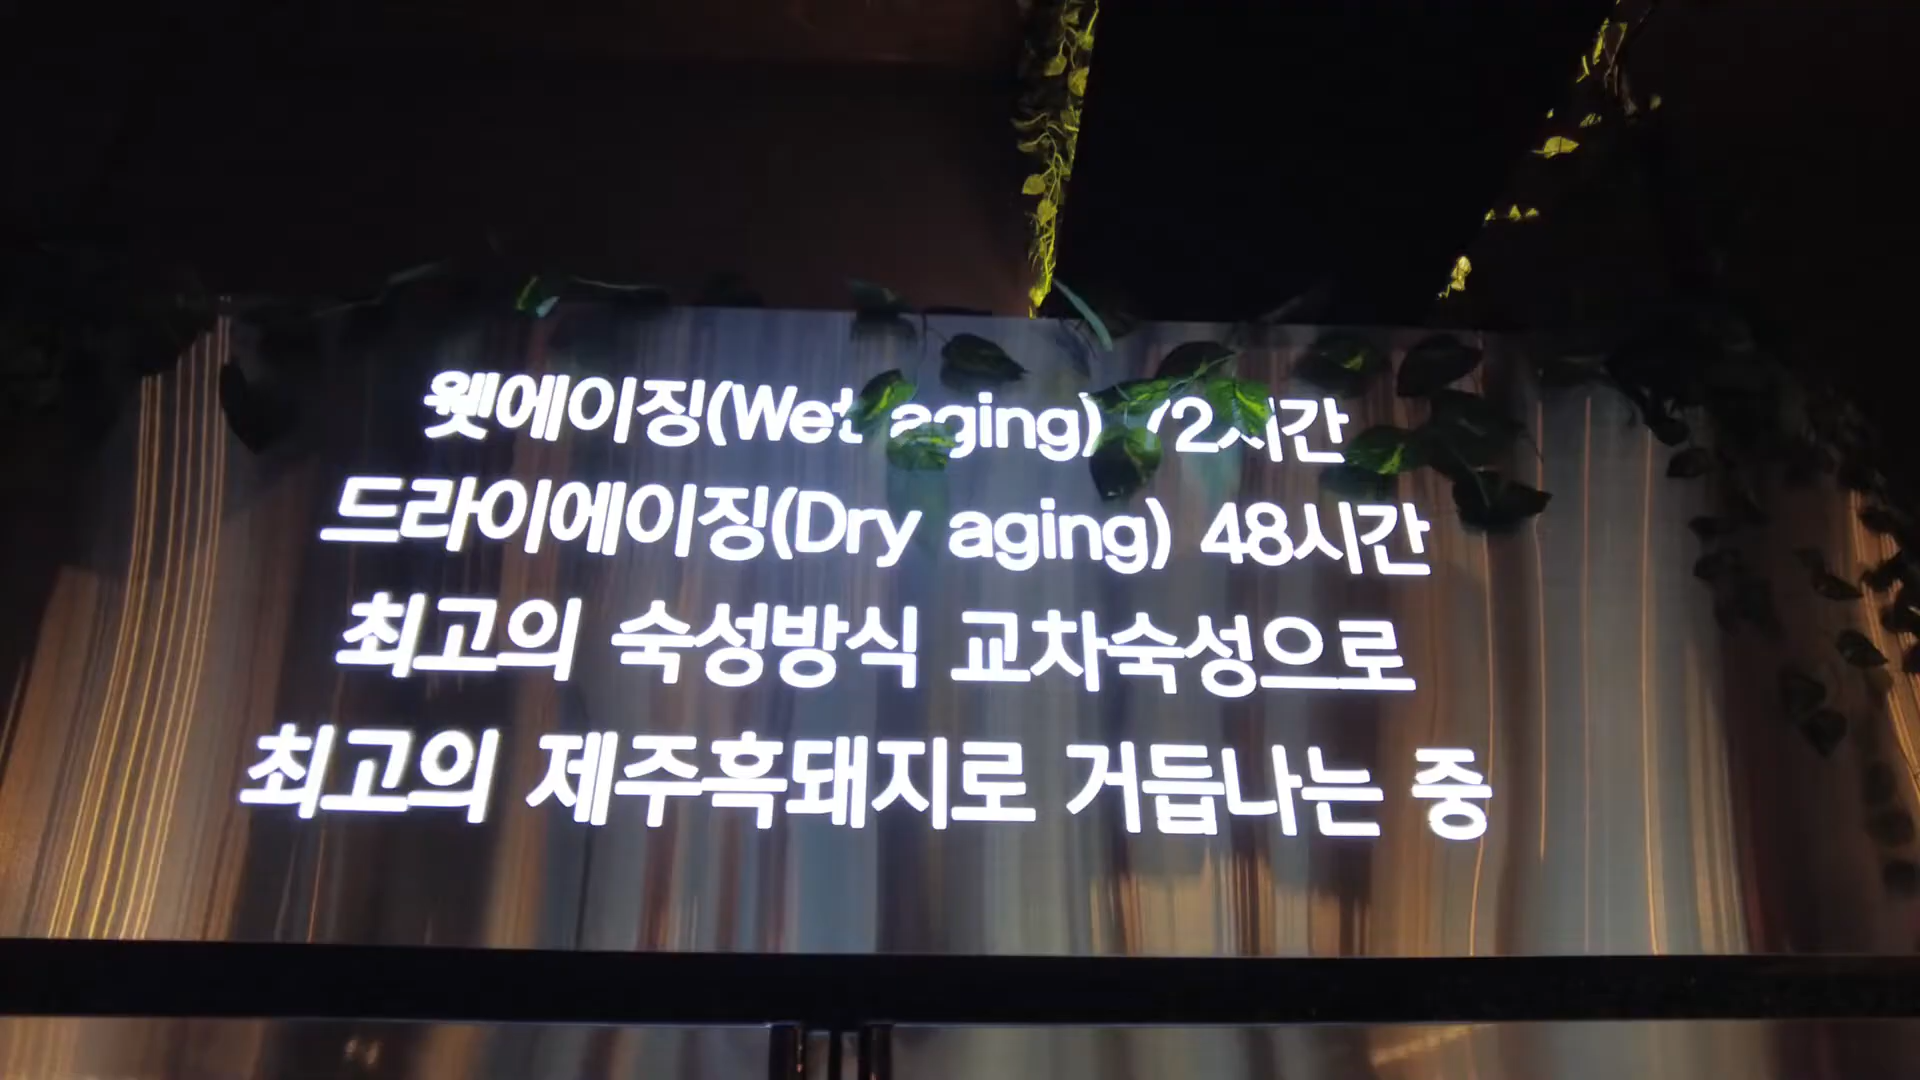 웻에이징(Wet aging) 72시간
드라이에이징(Dry aging) 48시간
최고의 숙성방식 교차숙성으로
최고의 제주흑돼지로 거듭나는 중